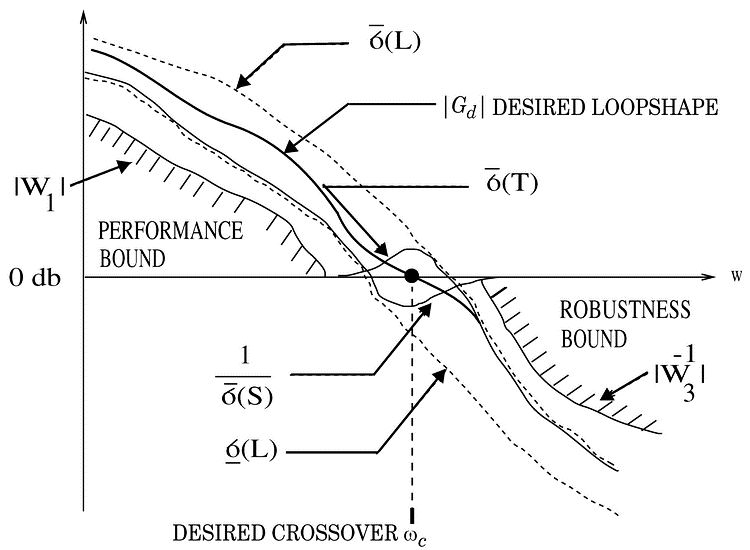 σ̅(L)
|G_d| DESIRED LOOPSHAPE
σ̅(T)
|W_1|
PERFORMANCE
BOUND
0 db
w
ROBUSTNESS
BOUND
|W_3^{-1}|
1
σ̅(S)
σ̲(L)
DESIRED CROSSOVER ω_c